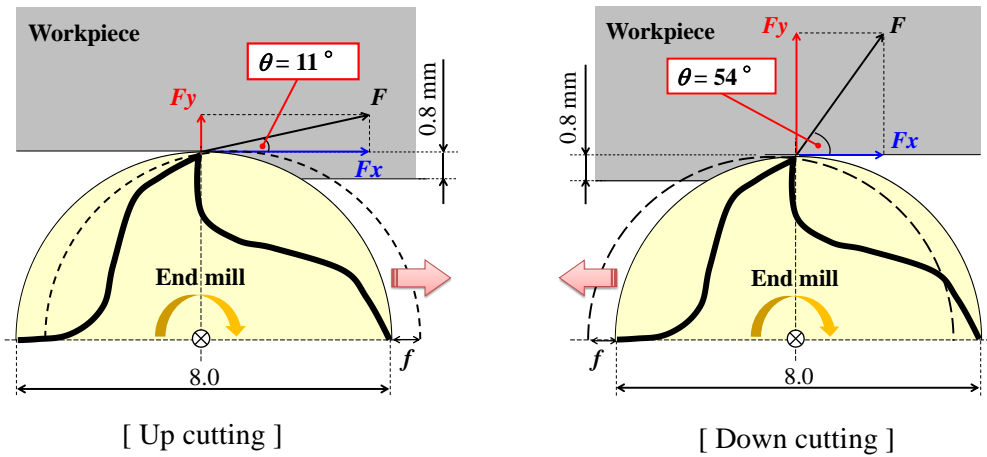 Workpiece
θ = 11°
Fy
F
Fx
0.8 mm
End mill
f
8.0
[ Up cutting ]
Workpiece
Fy
F
θ = 54°
Fx
0.8 mm
End mill
f
8.0
[ Down cutting ]